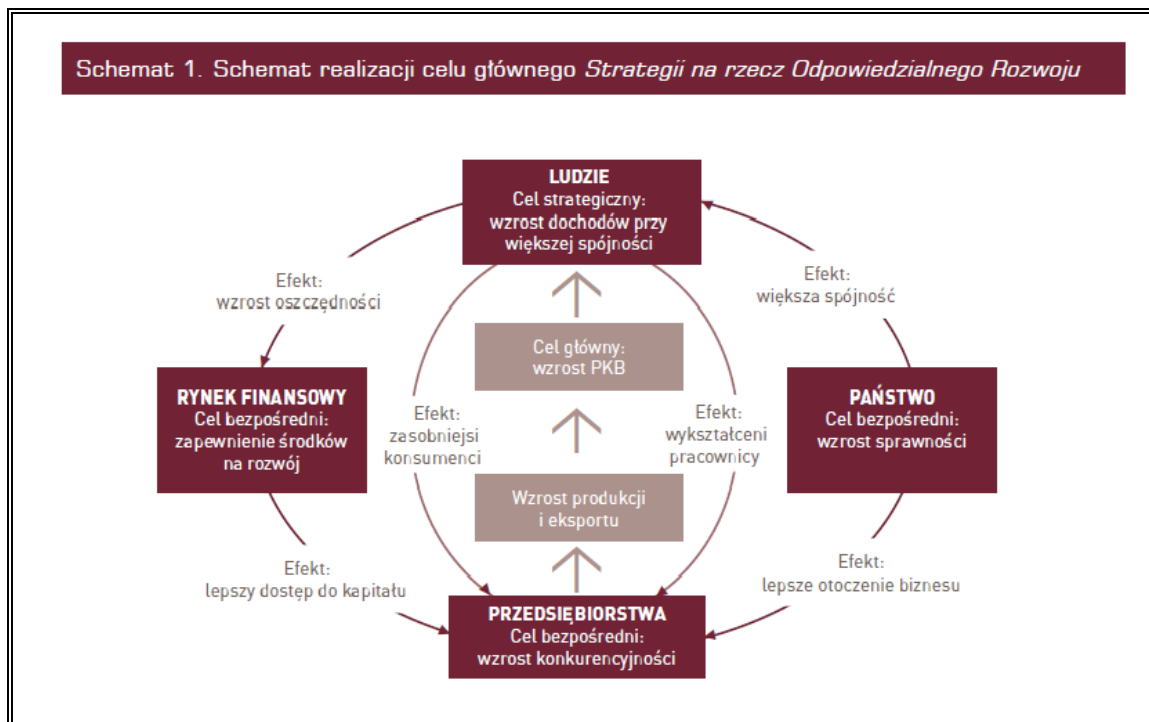 Schemat 1. Schemat realizacji celu głównego Strategii na rzecz Odpowiedzialnego Rozwoju
LUDZIE
Cel strategiczny:
wzrost dochodów przy
większej spójności
Efekt:
wzrost oszczędności
Efekt:
większa spójność
Cel główny:
wzrost PKB
RYNEK FINANSOWY
Cel bezpośredni:
zapewnienie środków
na rozwój
Efekt:
zasobniejsi
konsumenci
Efekt:
wykształceni
pracownicy
PAŃSTWO
Cel bezpośredni:
wzrost sprawności
Wzrost produkcji
i eksportu
Efekt:
lepszy dostęp do kapitału
Efekt:
lepsze otoczenie biznesu
PRZEDSIĘBIORSTWA
Cel bezpośredni:
wzrost konkurencyjności